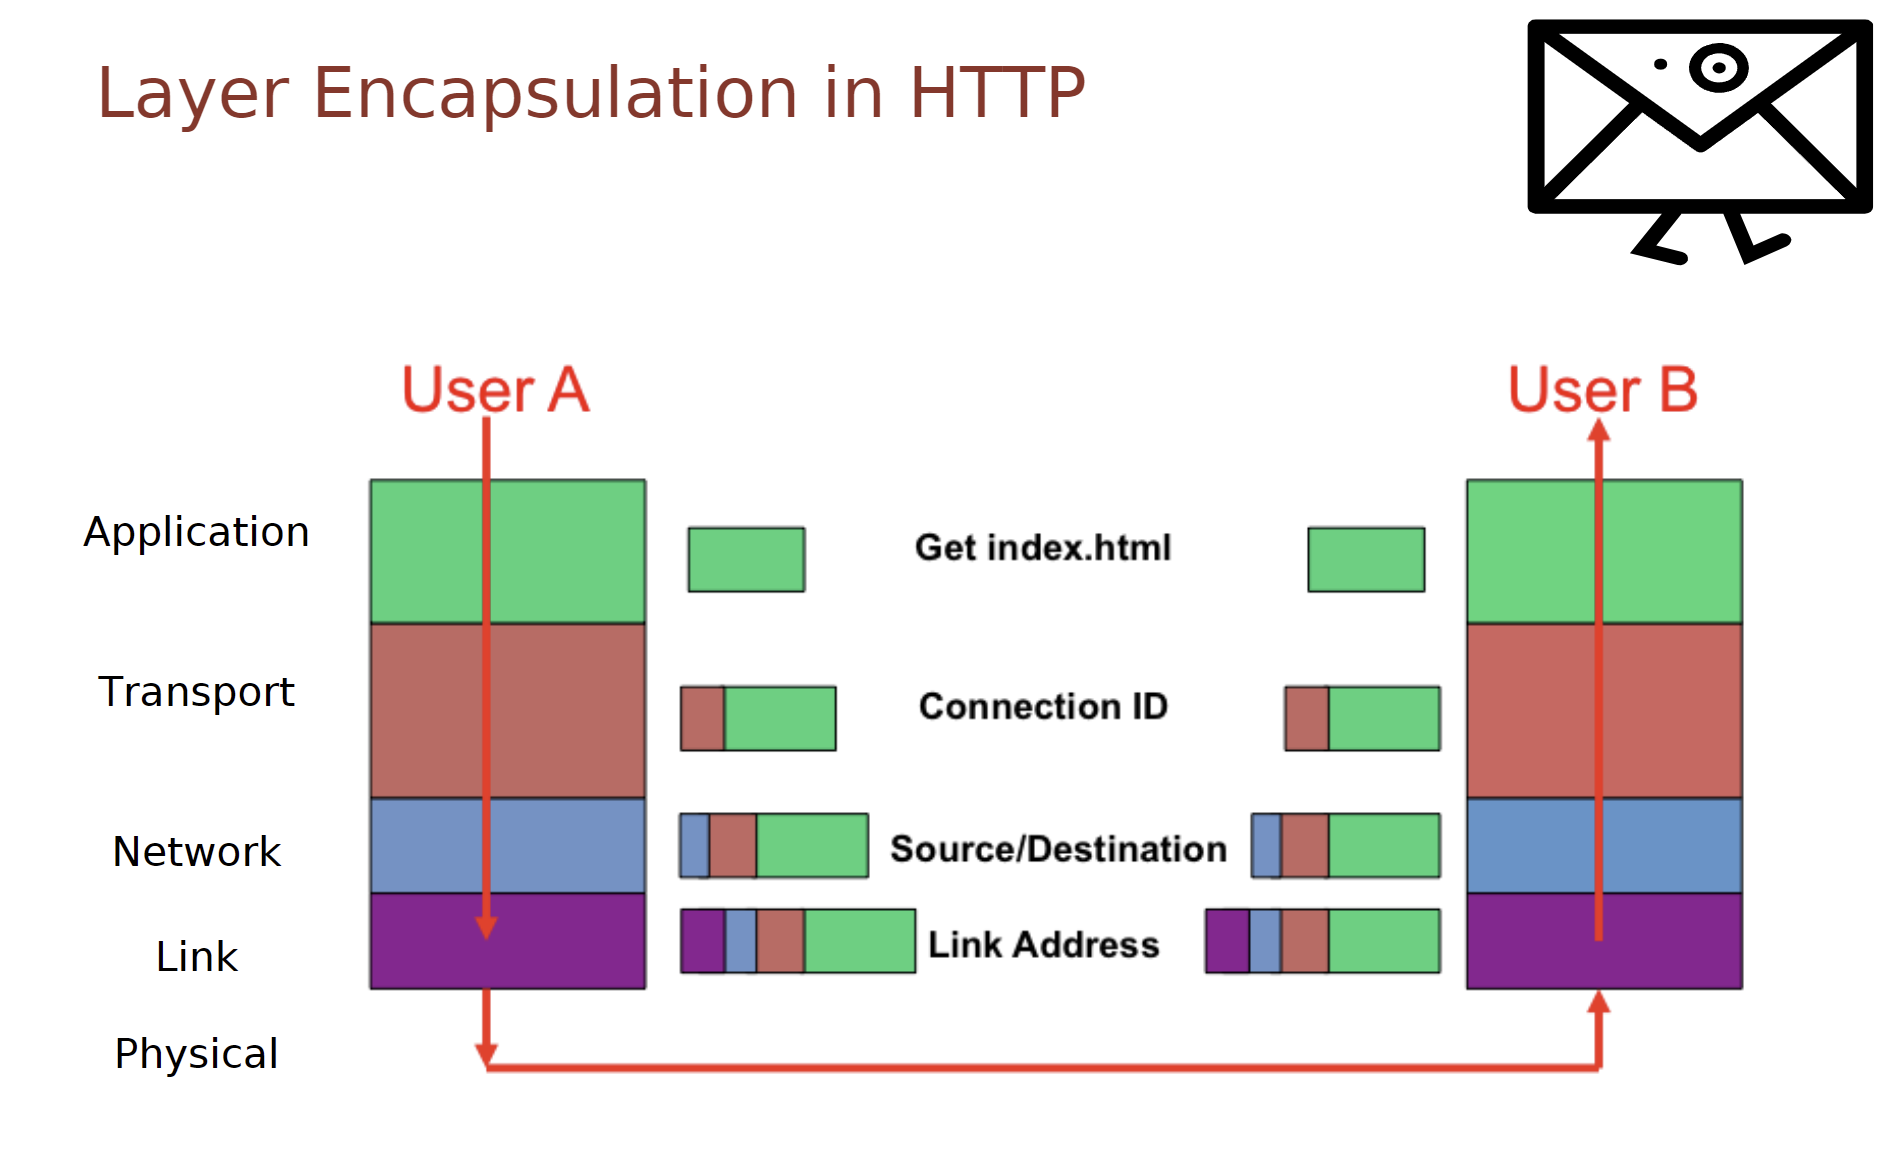 Layer Encapsulation in HTTP
User A
User B
Application
Get index.html
Transport
Connection ID
Network
Source/Destination
Link
Link Address
Physical